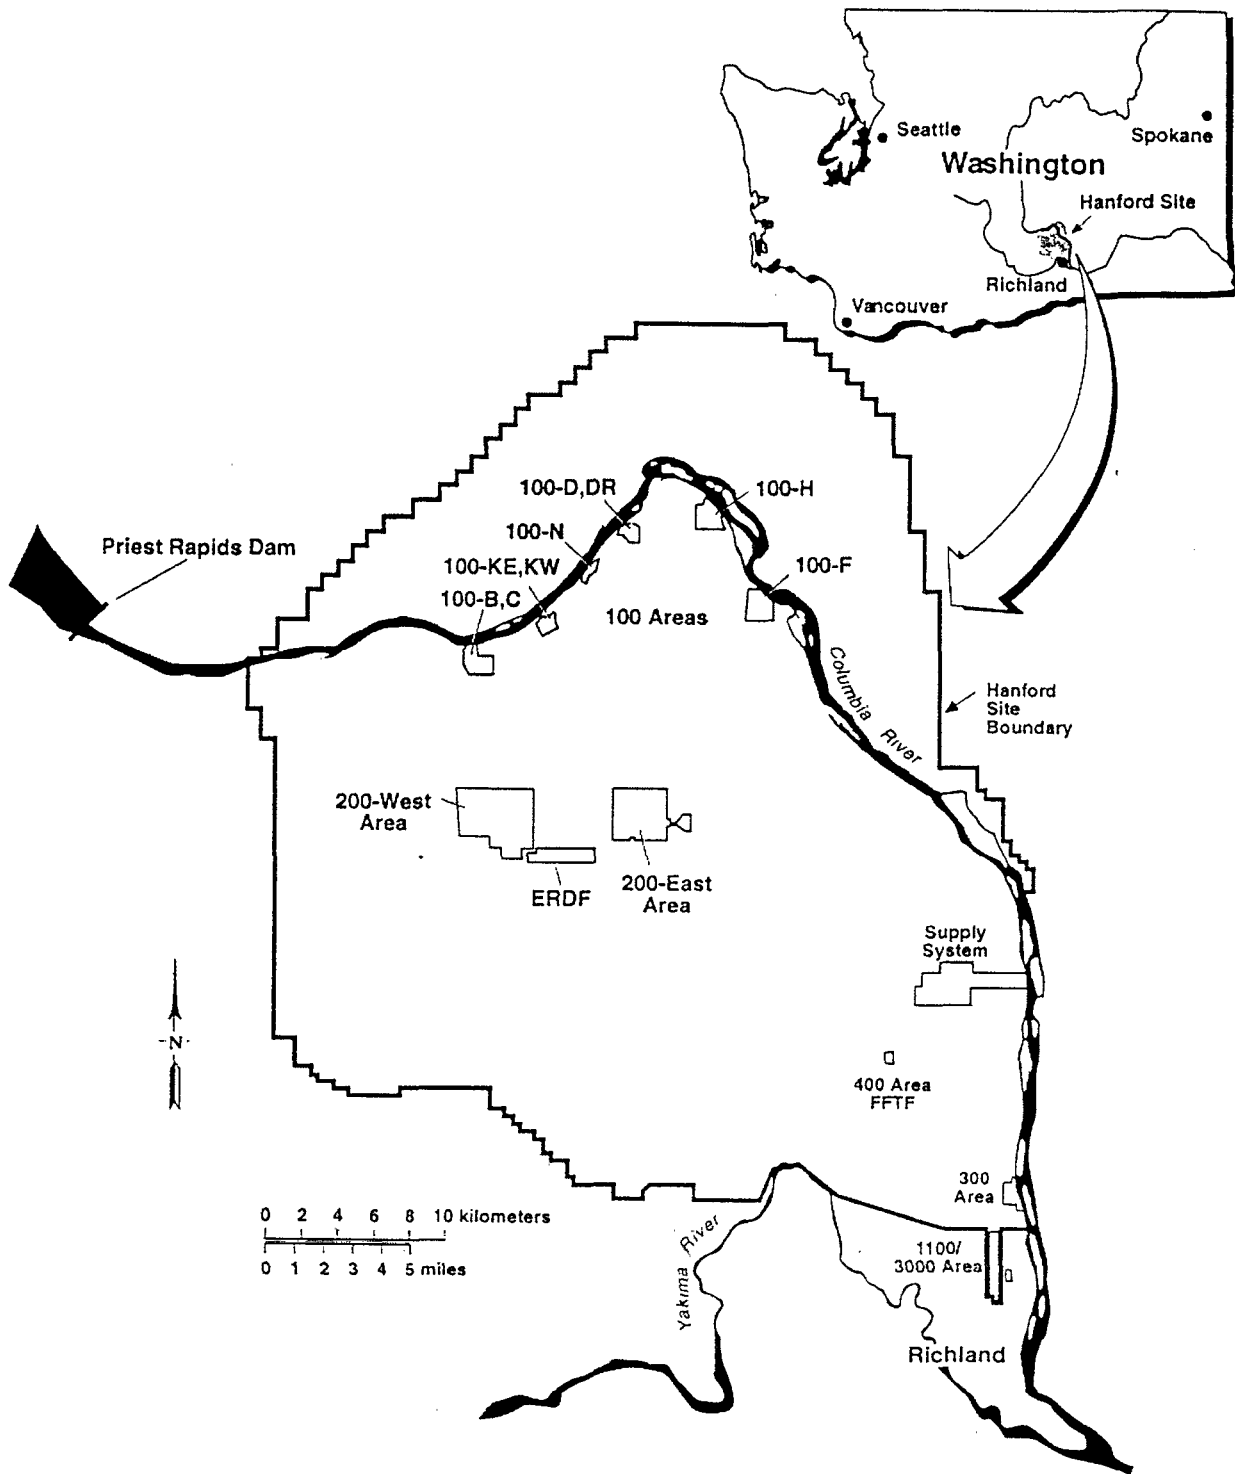 Seattle
Spokane
Washington
Hanford Site
Richland
Vancouver
100-D,DR
100-H
100-N
Priest Rapids Dam
100-KE,KW
100-F
100-B,C
100 Areas
Columbia River
Hanford
Site
Boundary
200-West
Area
200-East
Area
ERDF
Supply
System
-N-
400 Area
FFTF
300
Area
0 2 4 6 8 10 kilometers
0 1 2 3 4 5 miles
Yakima River
1100/
3000 Area
Richland